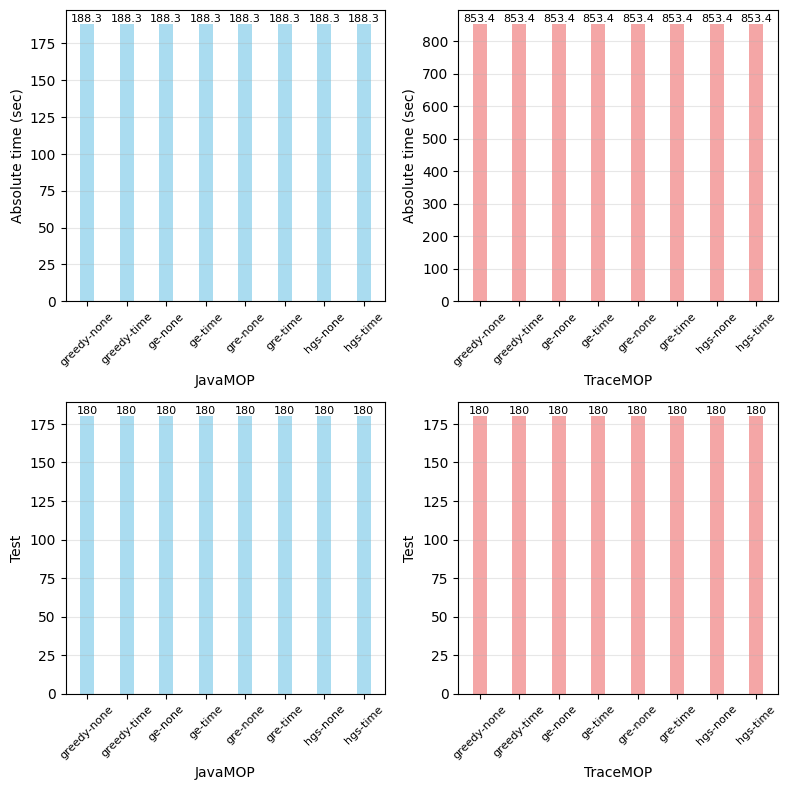 188.3 188.3 188.3 188.3 188.3 188.3 188.3 188.3
175
150
125
100
75
50
25
0
Absolute time (sec)
greedy-none greedy-time ge-none ge-time gre-none gre-time hgs-none hgs-time
JavaMOP
853.4 853.4 853.4 853.4 853.4 853.4 853.4 853.4
800
700
600
500
400
300
200
100
0
Absolute time (sec)
greedy-none greedy-time ge-none ge-time gre-none gre-time hgs-none hgs-time
TraceMOP
180 180 180 180 180 180 180 180
175
150
125
100
75
50
25
0
Test
greedy-none greedy-time ge-none ge-time gre-none gre-time hgs-none hgs-time
JavaMOP
180 180 180 180 180 180 180 180
175
150
125
100
75
50
25
0
Test
greedy-none greedy-time ge-none ge-time gre-none gre-time hgs-none hgs-time
TraceMOP